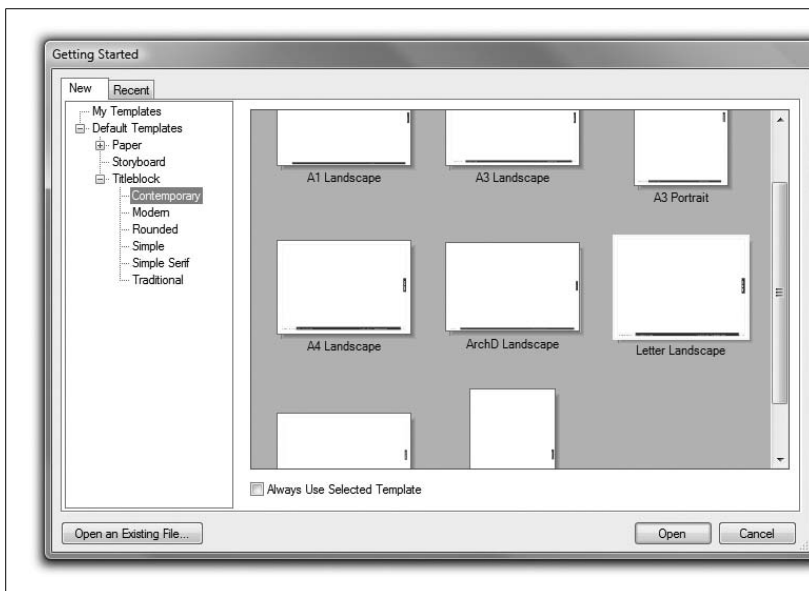 Getting Started
New
Recent
My Templates
Default Templates
Paper
Storyboard
Titleblock
Contemporary
Modern
Rounded
Simple
Simple Serif
Traditional
A1 Landscape
A3 Landscape
A3 Portrait
A4 Landscape
ArchD Landscape
Letter Landscape
Always Use Selected Template
Open an Existing File...
Open
Cancel